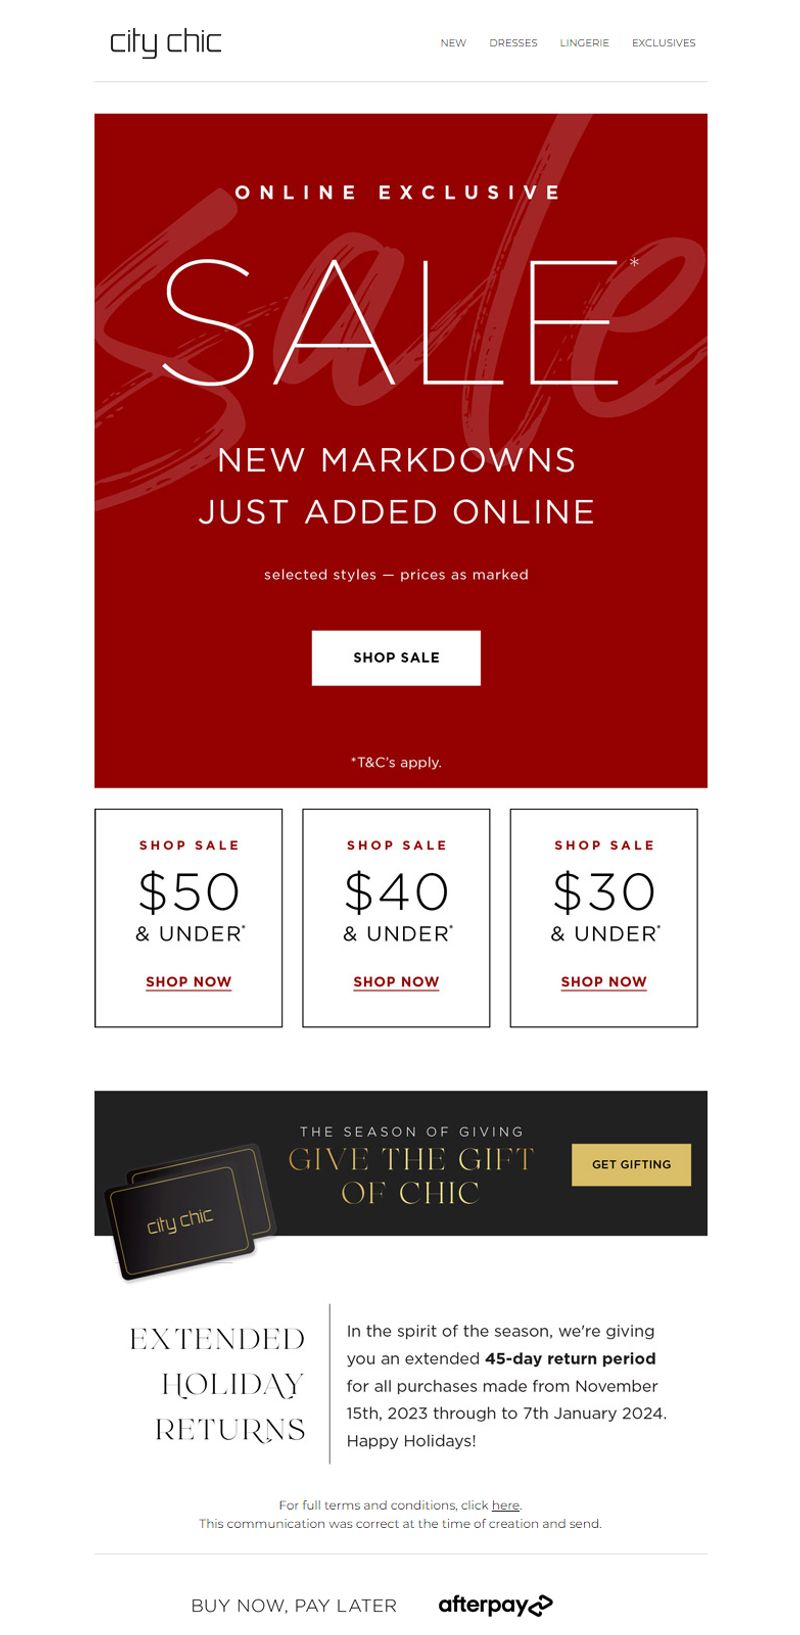 city chic
NEW DRESSES LINGERIE EXCLUSIVES
ONLINE EXCLUSIVE
sale
SALE*
NEW MARKDOWNS
JUST ADDED ONLINE
selected styles — prices as marked
SHOP SALE
*T&C's apply.
SHOP SALE
$50
& UNDER*
SHOP NOW
SHOP SALE
$40
& UNDER*
SHOP NOW
SHOP SALE
$30
& UNDER*
SHOP NOW
THE SEASON OF GIVING
GIVE THE GIFT
OF CHIC
GET GIFTING
city chic
EXTENDED
HOLIDAY
RETURNS
In the spirit of the season, we're giving
you an extended 45-day return period
for all purchases made from November
15th, 2023 through to 7th January 2024.
Happy Holidays!
For full terms and conditions, click here.
This communication was correct at the time of creation and send.
BUY NOW, PAY LATER afterpay